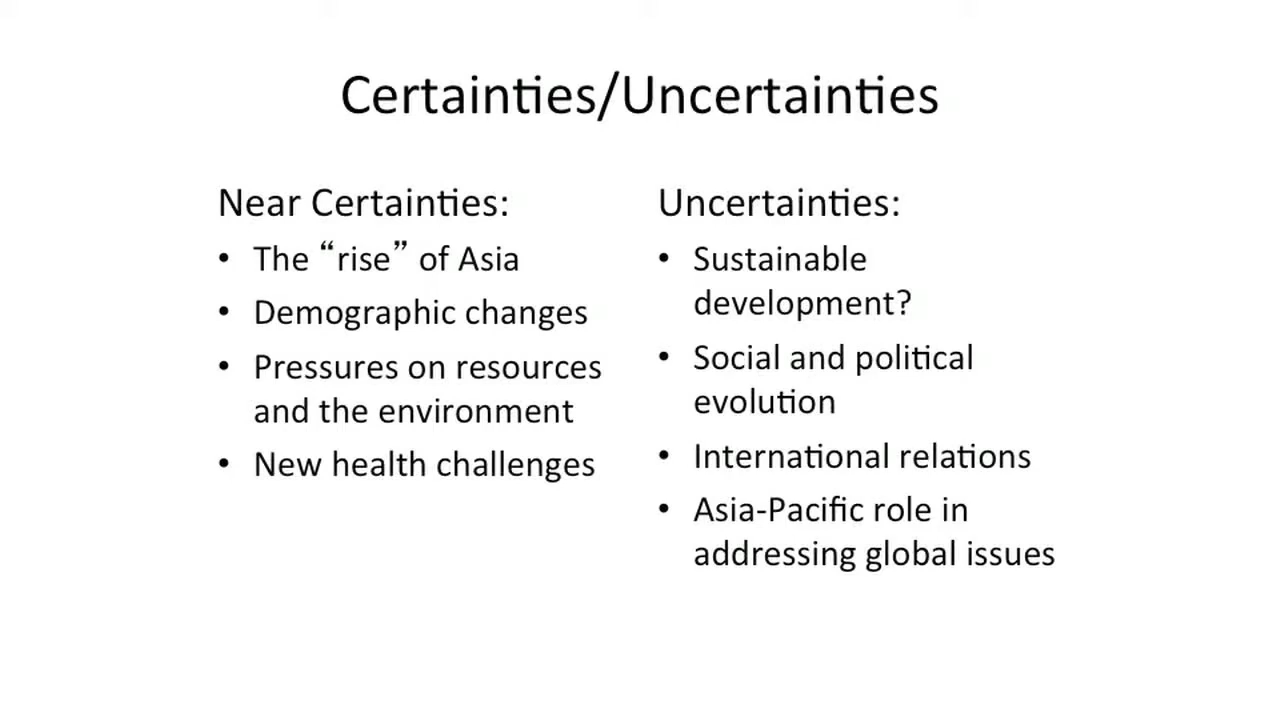 Certainties/Uncertainties
Near Certainties:
• The “rise” of Asia
• Demographic changes
• Pressures on resources
and the environment
• New health challenges
Uncertainties:
• Sustainable
development?
• Social and political
evolution
• International relations
• Asia-Pacific role in
addressing global issues